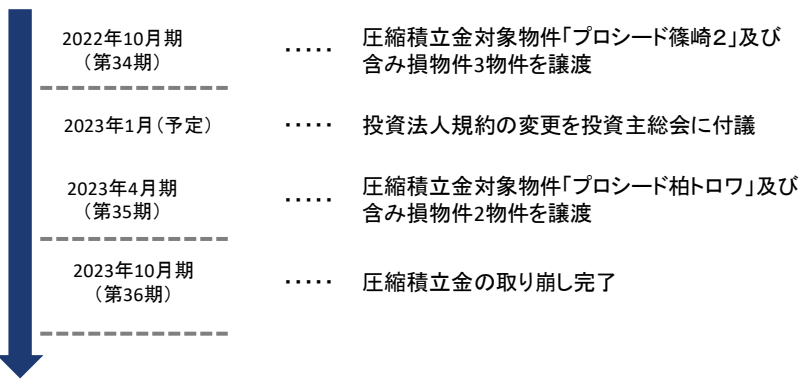 2022年10月期
(第34期)
‥‥‥
圧縮積立金対象物件「プロシード篠崎2」及び
含み損物件3物件を譲渡
2023年1月(予定)
‥‥‥
投資法人規約の変更を投資主総会に付議
2023年4月期
(第35期)
‥‥‥
圧縮積立金対象物件「プロシード柏トロワ」及び
含み損物件2物件を譲渡
2023年10月期
(第36期)
‥‥‥
圧縮積立金の取り崩し完了